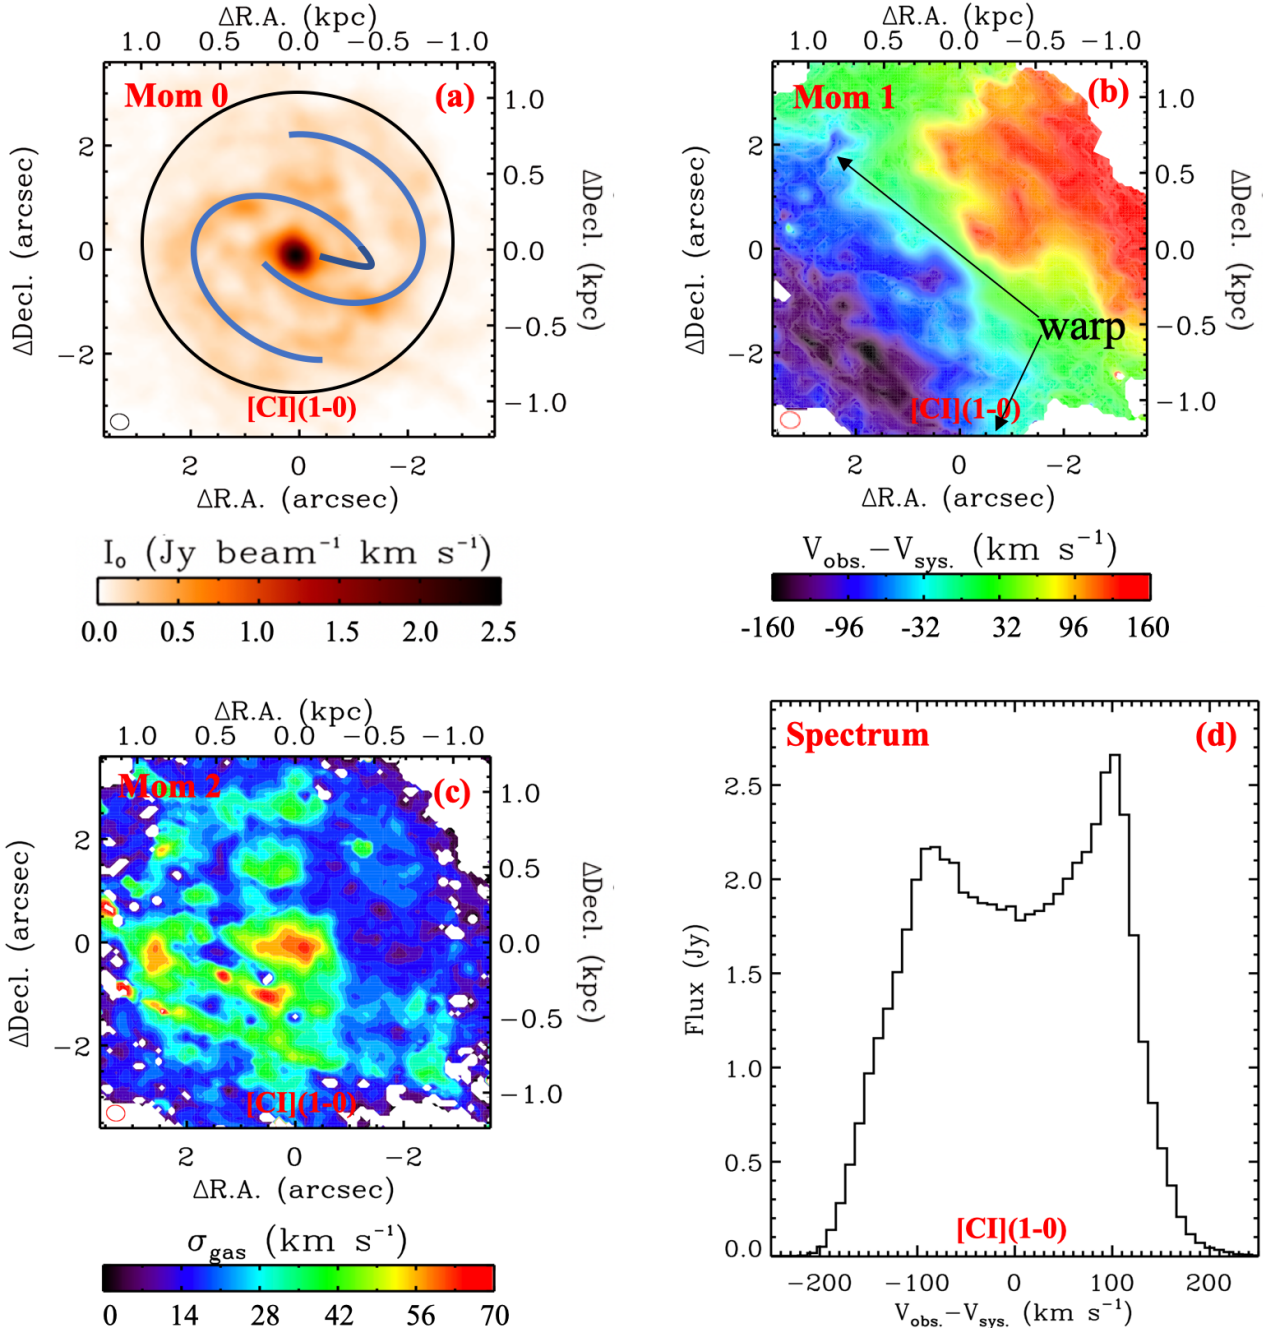 ΔR.A. (kpc)
1.0 0.5 0.0 −0.5 −1.0
Mom 0 (a)
ΔDecl. (arcsec)
2
0
−2
1.0
0.5
0.0
−0.5
−1.0
ΔDecl. (kpc)
[CI](1-0)
2 0 −2
ΔR.A. (arcsec)
I₀ (Jy beam⁻¹ km s⁻¹)
0.0 0.5 1.0 1.5 2.0 2.5
ΔR.A. (kpc)
1.0 0.5 0.0 −0.5 −1.0
Mom 1 (b)
ΔDecl. (arcsec)
2
0
−2
1.0
0.5
0.0
−0.5
−1.0
ΔDecl. (kpc)
warp
[CI](1-0)
2 0 −2
ΔR.A. (arcsec)
V_obs.−V_sys. (km s⁻¹)
-160 -96 -32 32 96 160
ΔR.A. (kpc)
1.0 0.5 0.0 −0.5 −1.0
Mom 2 (c)
ΔDecl. (arcsec)
2
0
−2
1.0
0.5
0.0
−0.5
−1.0
ΔDecl. (kpc)
[CI](1-0)
2 0 −2
ΔR.A. (arcsec)
σ_gas (km s⁻¹)
0 14 28 42 56 70
Spectrum (d)
Flux (Jy)
2.5
2.0
1.5
1.0
0.5
0.0
[CI](1-0)
−200 −100 0 100 200
V_obs.−V_sys. (km s⁻¹)